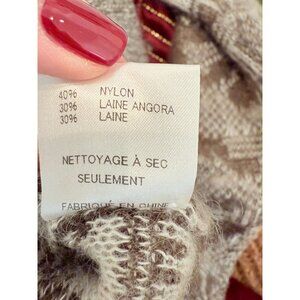 40% NYLON
30% LAINE ANGORA
30% LAINE
NETTOYAGE À SEC
SEULEMENT
FABRIQUÉ EN CHINE